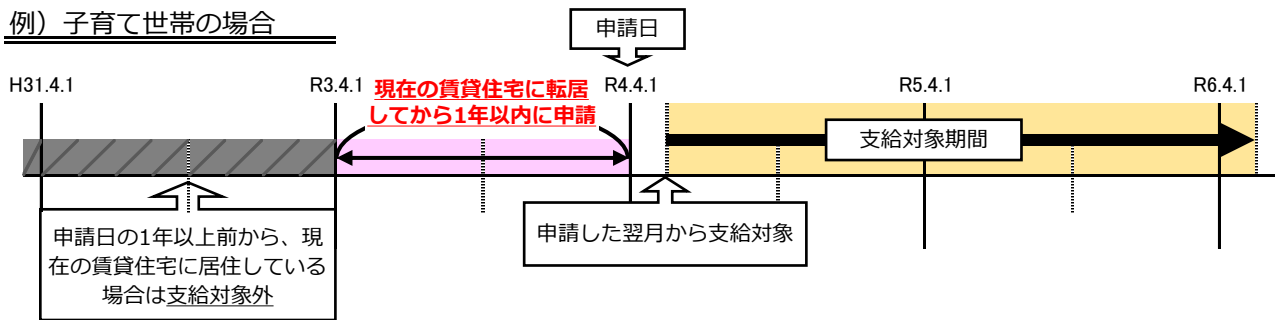 例）子育て世帯の場合
申請日
H31.4.1
R3.4.1
現在の賃貸住宅に転居
してから1年以内に申請
R4.4.1
R5.4.1
R6.4.1
支給対象期間
申請した翌月から支給対象
申請日の1年以上前から、現
在の賃貸住宅に居住している
場合は支給対象外